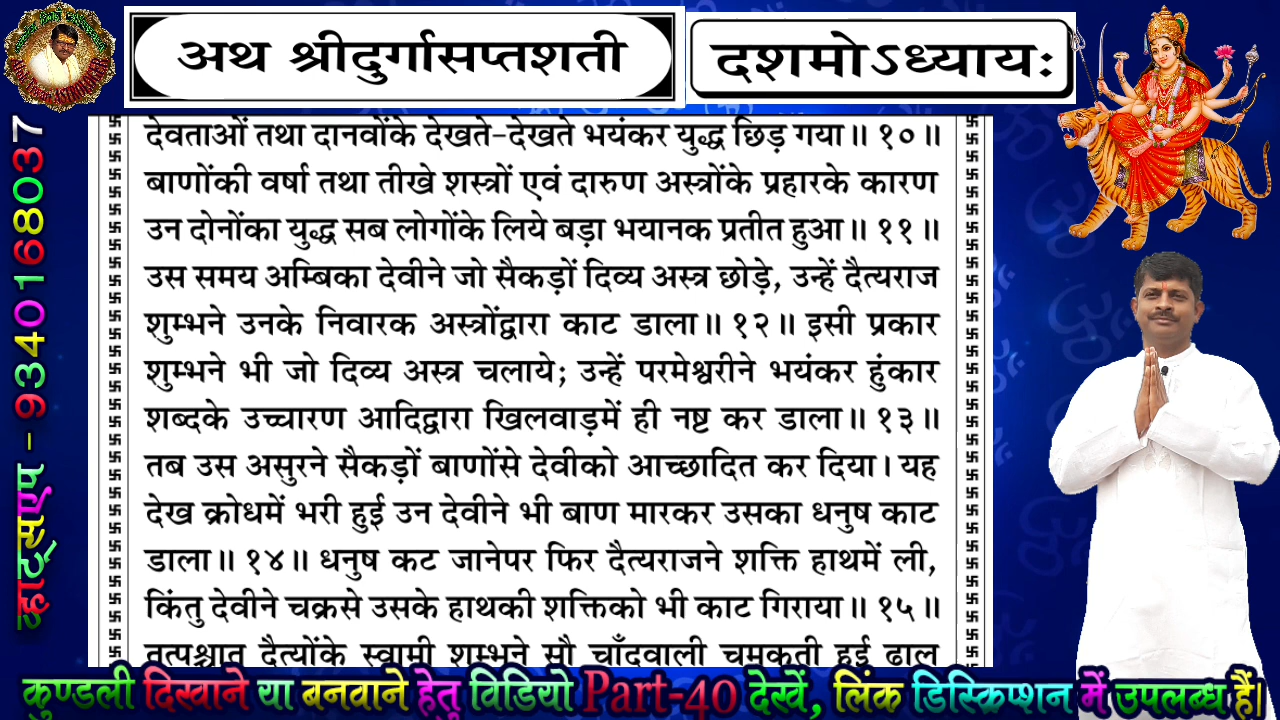 अथ श्रीदुर्गासप्तशती
दशमोऽध्यायः
देवताओं तथा दानवोंके देखते-देखते भयंकर युद्ध छिड़ गया॥ १०॥
बाणोंकी वर्षा तथा तीखे शस्त्रों एवं दारुण अस्त्रोंके प्रहारके कारण
उन दोनोंका युद्ध सब लोगोंके लिये बड़ा भयानक प्रतीत हुआ॥ ११॥
उस समय अम्बिका देवीने जो सैकड़ों दिव्य अस्त्र छोड़े, उन्हें दैत्यराज
शुम्भने उनके निवारक अस्त्रोंद्वारा काट डाला॥ १२॥ इसी प्रकार
शुम्भने भी जो दिव्य अस्त्र चलाये; उन्हें परमेश्वरीने भयंकर हुंकार
शब्दके उच्चारण आदिद्वारा खिलवाड़में ही नष्ट कर डाला॥ १३॥
तब उस असुरने सैकड़ों बाणोंसे देवीको आच्छादित कर दिया। यह
देख क्रोधमें भरी हुई उन देवीने भी बाण मारकर उसका धनुष काट
डाला॥ १४॥ धनुष कट जानेपर फिर दैत्यराजने शक्ति हाथमें ली,
किंतु देवीने चक्रसे उसके हाथकी शक्तिको भी काट गिराया॥ १५॥
तत्पश्चात् दैत्योंके स्वामी शुम्भने सौ चाँदवाली चमकती हुई ढाल
व्हाट्सएप - 9340168037
कुण्डली दिखाने या बनवाने हेतु विडियो Part-40 देखें, लिंक डिस्क्रिप्शन में उपलब्ध हैं।